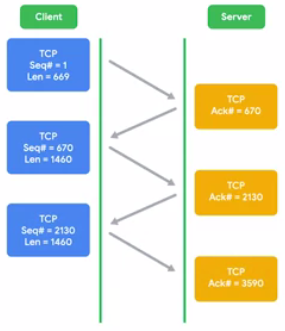 Client
Server
TCP
Seq# = 1
Len = 669
TCP
Ack# = 670
TCP
Seq# = 670
Len = 1460
TCP
Ack# = 2130
TCP
Seq# = 2130
Len = 1460
TCP
Ack# = 3590